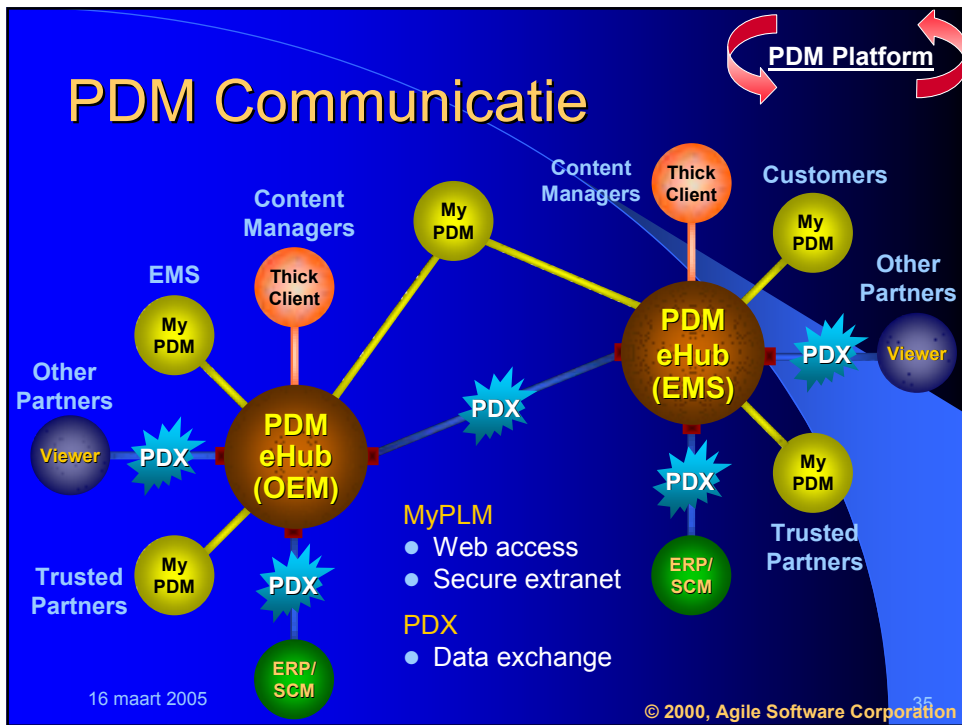 PDM Platform
PDM Communicatie
Content
Managers
Thick
Client
Customers
My
PDM
Other
Partners
Viewer
PDX
PDM
eHub
(EMS)
My
PDM
Content
Managers
Thick
Client
EMS
My
PDM
Other
Partners
Viewer
PDX
PDM
eHub
(OEM)
PDX
PDX
My
PDM
Trusted
Partners
ERP/
SCM
Trusted
Partners
My
PDM
PDX
ERP/
SCM
MyPLM
● Web access
● Secure extranet
PDX
● Data exchange
16 maart 2005
35
© 2000, Agile Software Corporation